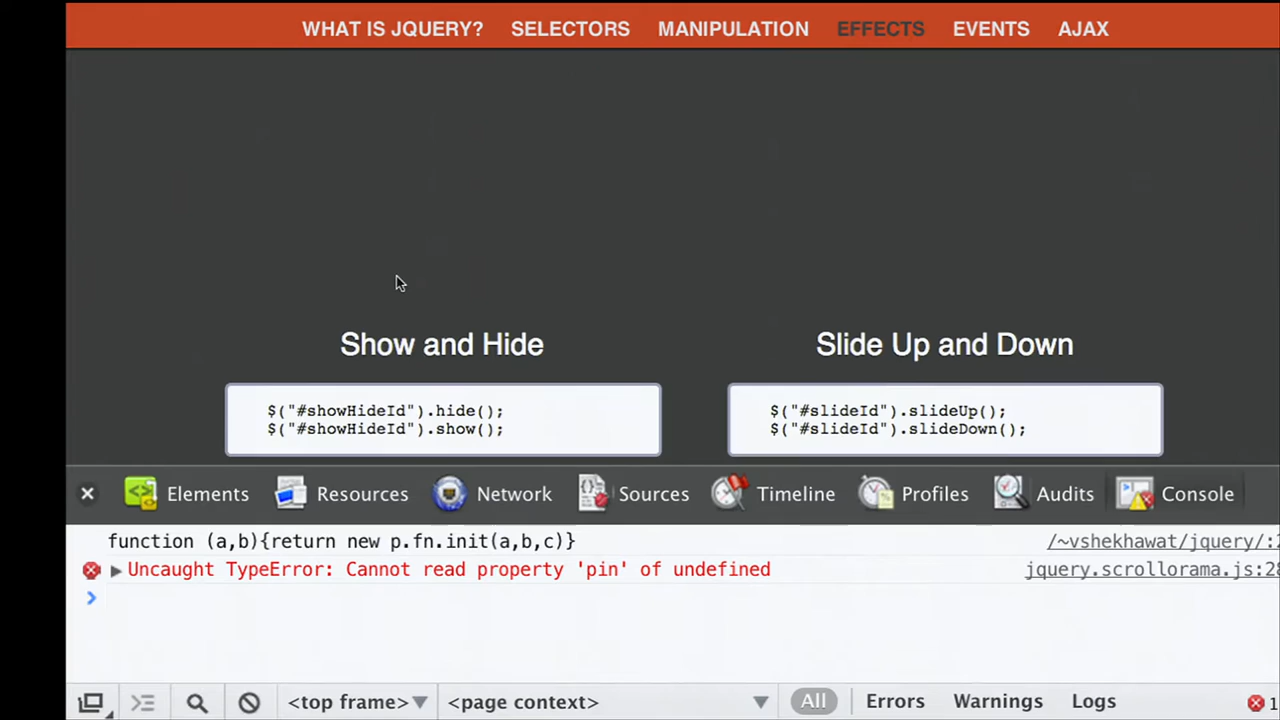 WHAT IS JQUERY? SELECTORS MANIPULATION EFFECTS EVENTS AJAX
Show and Hide
$("#showHideId").hide();
$("#showHideId").show();
Slide Up and Down
$("#slideId").slideUp();
$("#slideId").slideDown();
Elements Resources Network Sources Timeline Profiles Audits Console
function (a,b){return new p.fn.init(a,b,c)} /~vshekhawat/jquery/:2
Uncaught TypeError: Cannot read property 'pin' of undefined jquery.scrollorama.js:28
<top frame> <page context> All Errors Warnings Logs 1